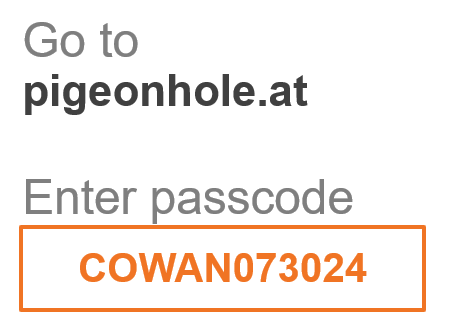 Go to
pigeonhole.at
Enter passcode
COWAN073024